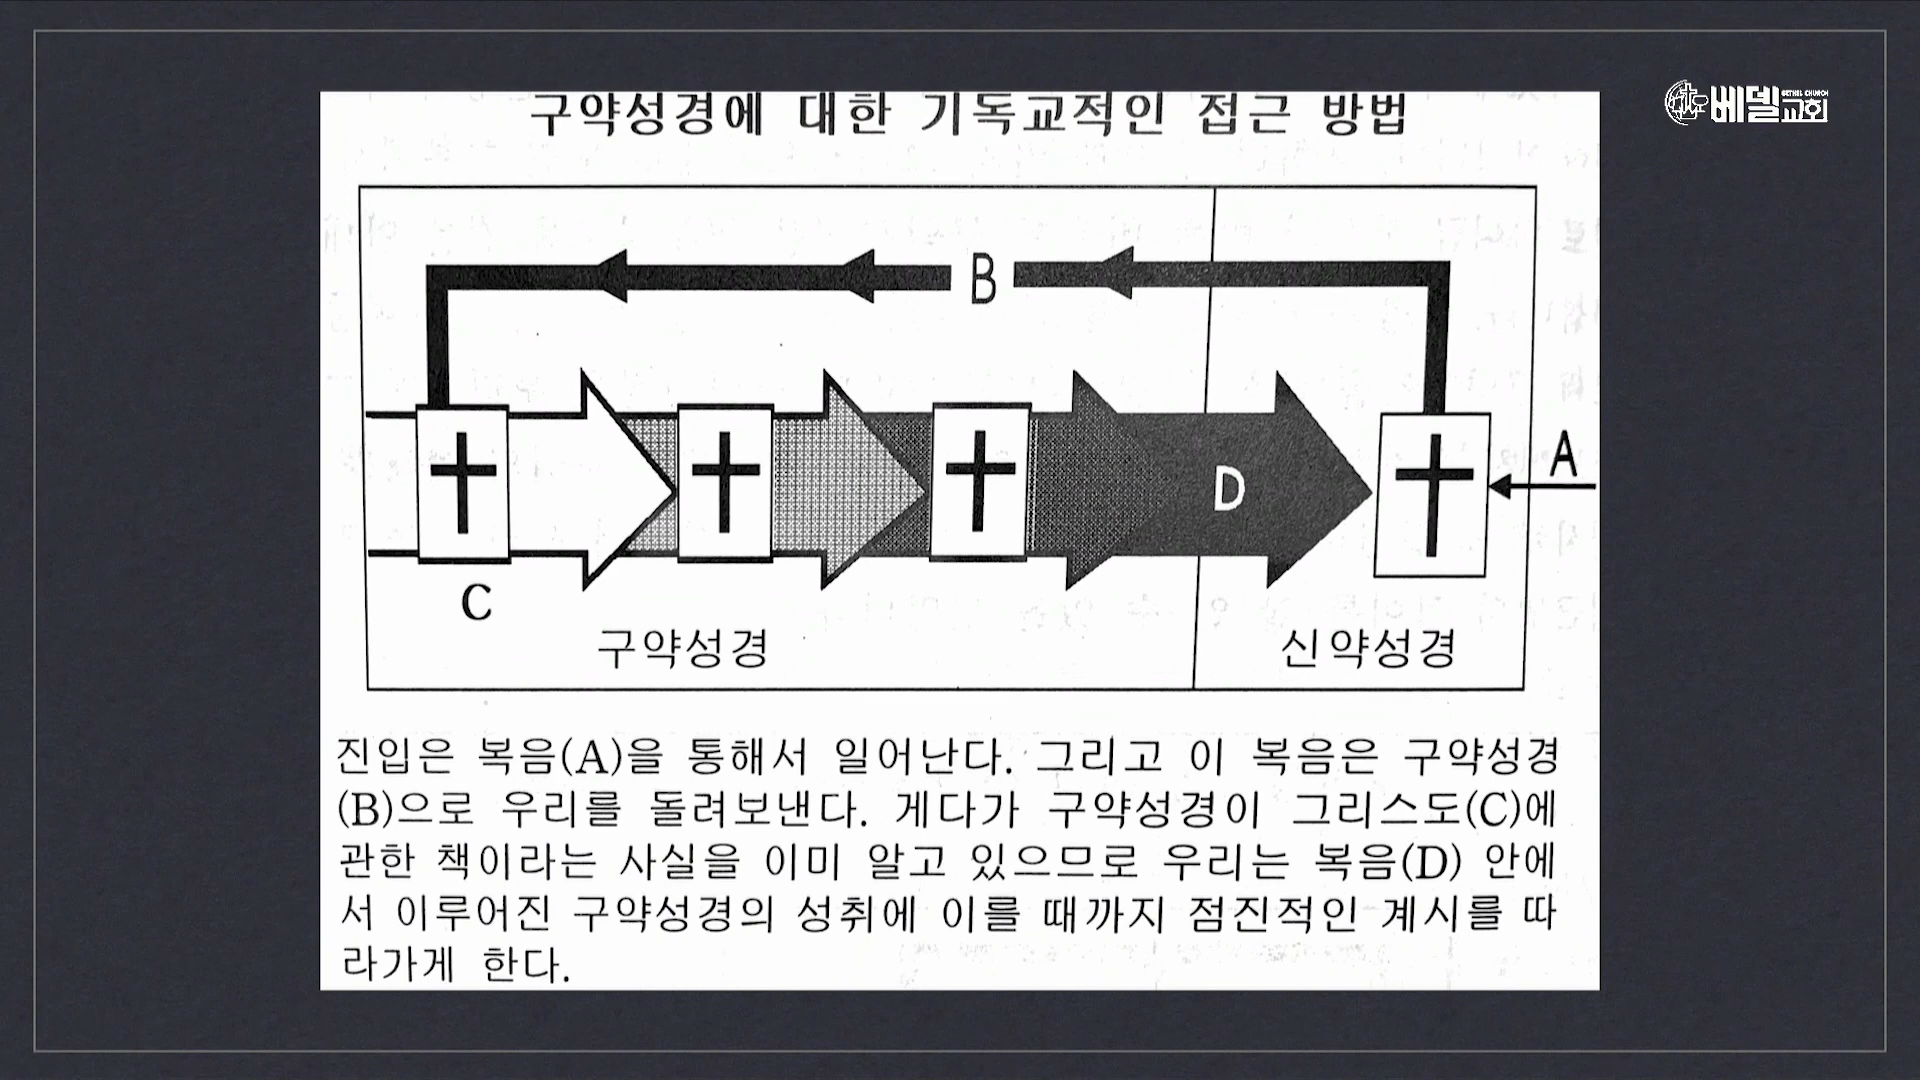 구약성경에 대한 기독교적인 접근 방법
베델교회
BETHEL CHURCH
B
A
D
C
구약성경
신약성경
진입은 복음(A)을 통해서 일어난다. 그리고 이 복음은 구약성경
(B)으로 우리를 돌려보낸다. 게다가 구약성경이 그리스도(C)에
관한 책이라는 사실을 이미 알고 있으므로 우리는 복음(D) 안에
서 이루어진 구약성경의 성취에 이를 때까지 점진적인 계시를 따
라가게 한다.